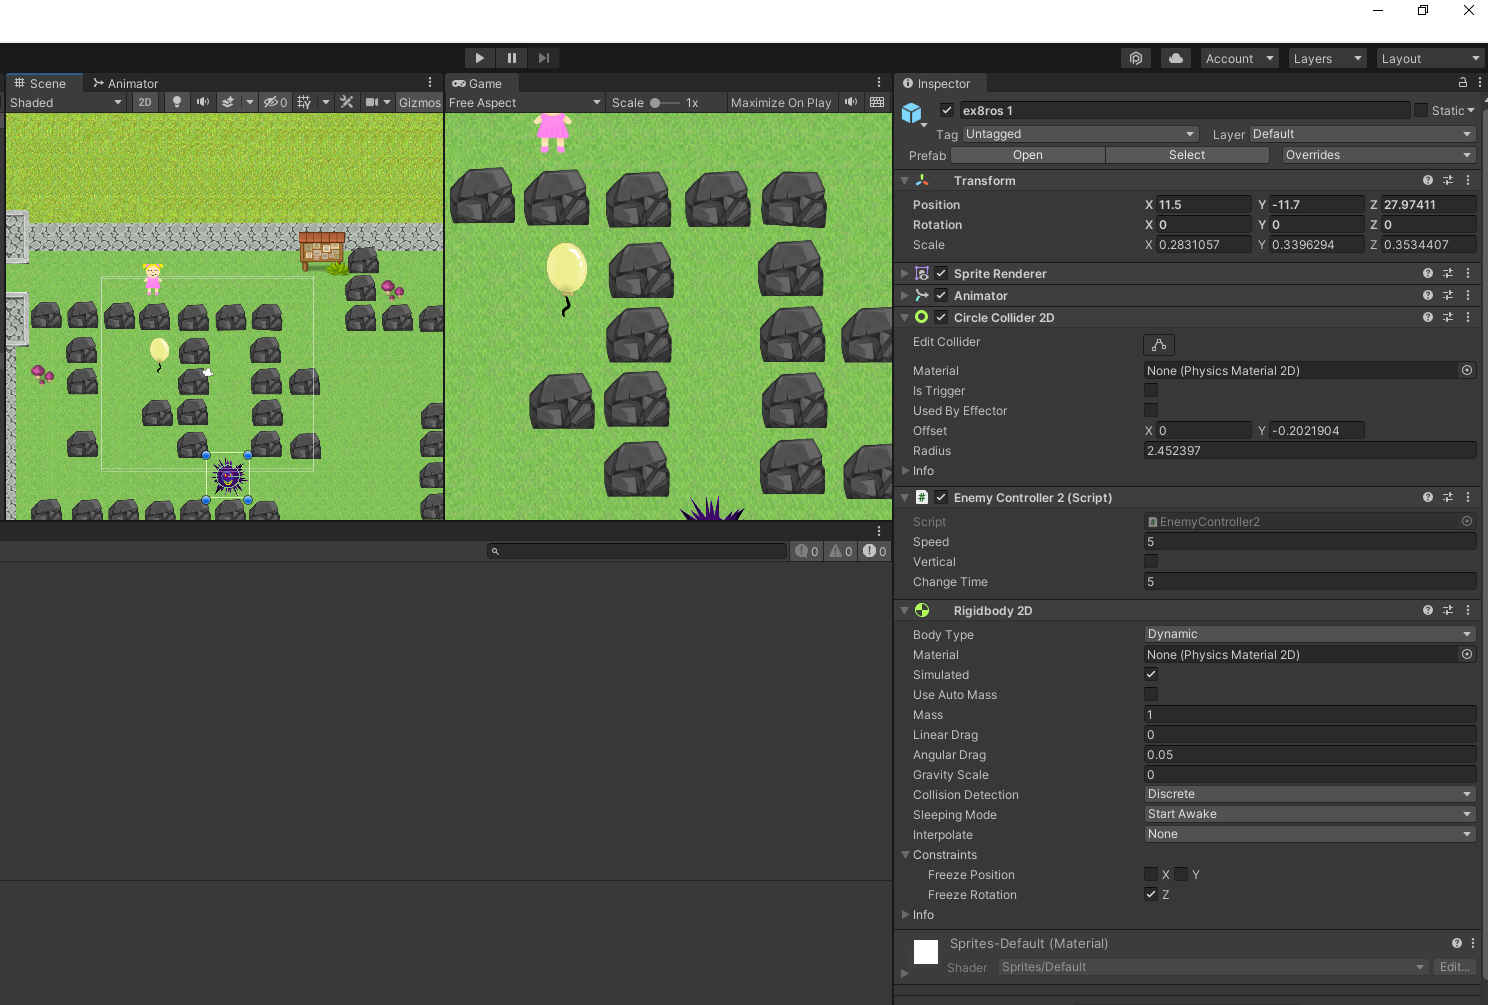 Account
Layers
Layout
Scene
Animator
Game
Inspector
Shaded
2D
0
Gizmos
Free Aspect
Scale
1x
Maximize On Play
ex8ros 1
Static
Tag
Untagged
Layer
Default
Prefab
Open
Select
Overrides
Transform
Position
X 11.5
Y -11.7
Z 27.97411
Rotation
X 0
Y 0
Z 0
Scale
X 0.2831057
Y 0.3396294
Z 0.3534407
Sprite Renderer
Animator
Circle Collider 2D
Edit Collider
Material
None (Physics Material 2D)
Is Trigger
Used By Effector
Offset
X 0
Y -0.2021904
Radius
2.452397
Info
Enemy Controller 2 (Script)
Script
EnemyController2
Speed
5
Vertical
Change Time
5
Rigidbody 2D
Body Type
Dynamic
Material
None (Physics Material 2D)
Simulated
Use Auto Mass
Mass
1
Linear Drag
0
Angular Drag
0.05
Gravity Scale
0
Collision Detection
Discrete
Sleeping Mode
Start Awake
Interpolate
None
Constraints
Freeze Position
X
Y
Freeze Rotation
Z
Info
Sprites-Default (Material)
Shader
Sprites/Default
Edit...
0
0
0